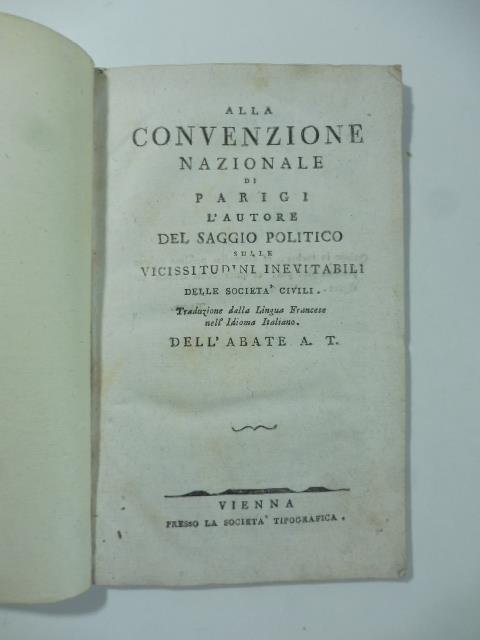 ALLA
CONVENZIONE
NAZIONALE
DI
PARIGI
L'AUTORE
DEL SAGGIO POLITICO
SULLE
VICISSITUDINI INEVITABILI
DELLE SOCIETA' CIVILI.
Traduzione dalla Lingua Francese
nell' Idioma Italiano.
DELL' ABATE A. T.
VIENNA
PRESSO LA SOCIETA' TIPOGRAFICA.